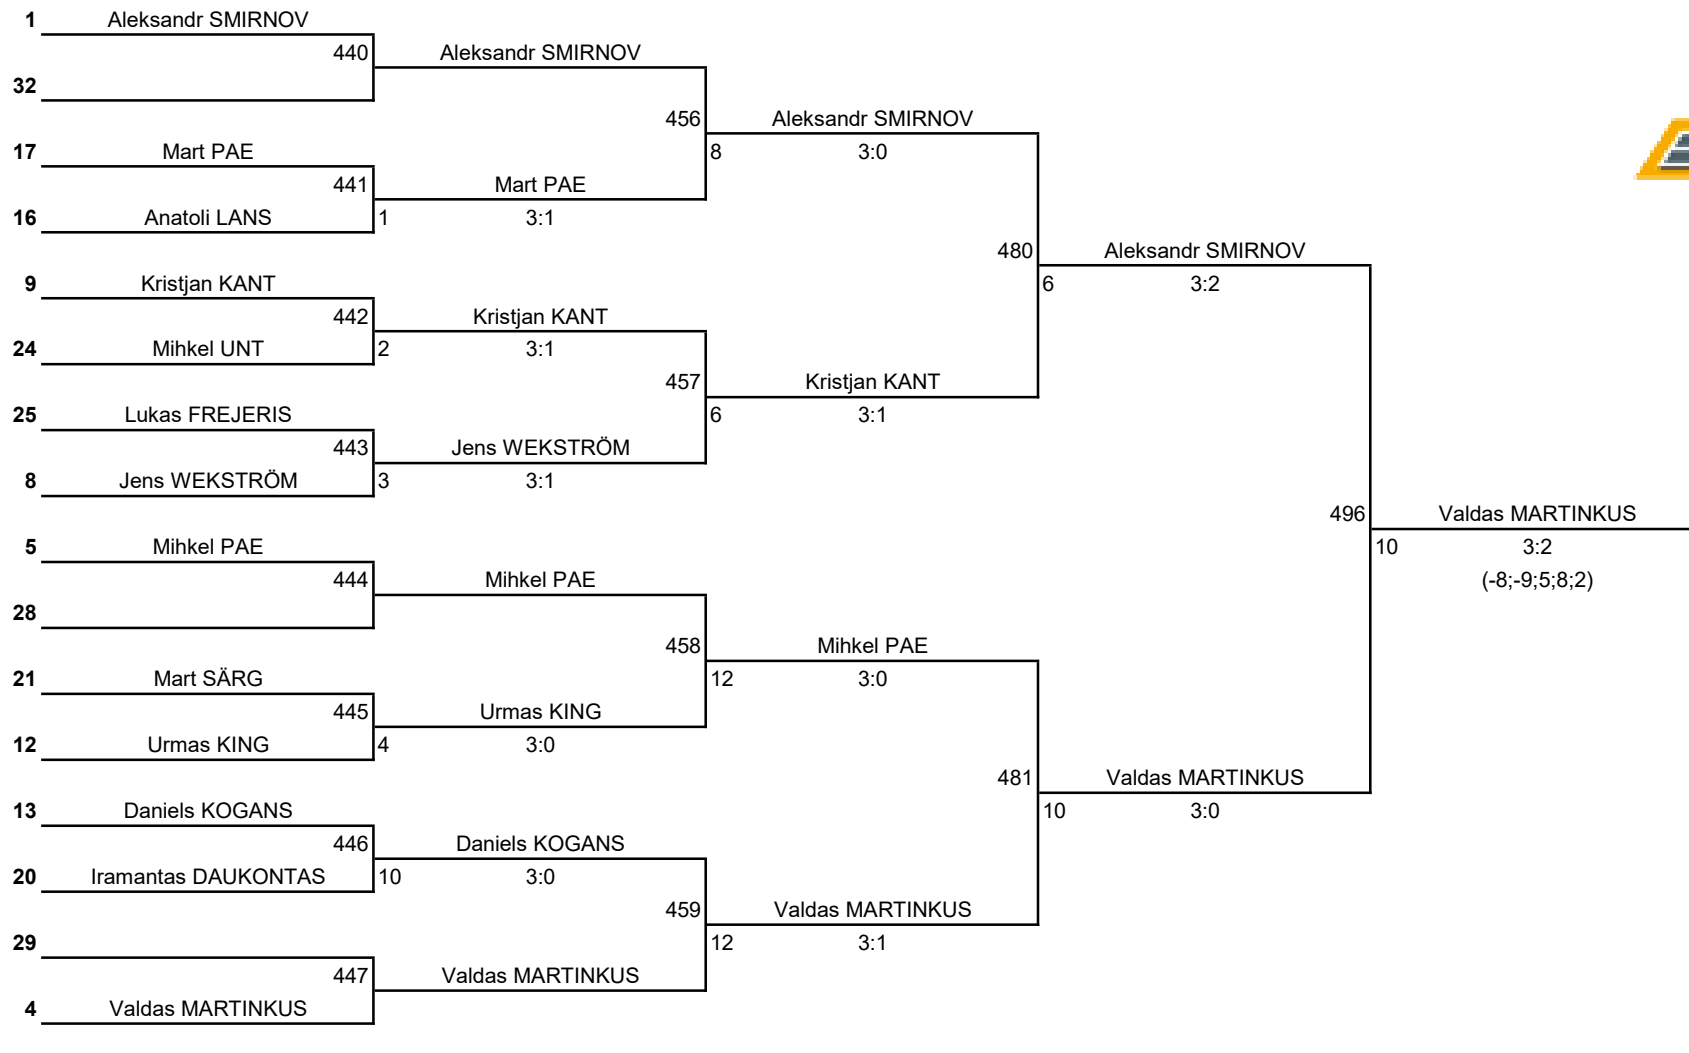 1 Aleksandr SMIRNOV
440 Aleksandr SMIRNOV
32
456 Aleksandr SMIRNOV
17 Mart PAE 8 3:0
441 Mart PAE
16 Anatoli LANS 1 3:1
480 Aleksandr SMIRNOV
9 Kristjan KANT 6 3:2
442 Kristjan KANT
24 Mihkel UNT 2 3:1
457 Kristjan KANT
25 Lukas FREJERIS 6 3:1
443 Jens WEKSTRÖM
8 Jens WEKSTRÖM 3 3:1
496 Valdas MARTINKUS
5 Mihkel PAE 10 3:2
444 Mihkel PAE (-8;-9;5;8;2)
28
458 Mihkel PAE
21 Mart SÄRG 12 3:0
445 Urmas KING
12 Urmas KING 4 3:0
481 Valdas MARTINKUS
13 Daniels KOGANS 10 3:0
446 Daniels KOGANS
20 Iramantas DAUKONTAS 10 3:0
459 Valdas MARTINKUS
29 12 3:1
447 Valdas MARTINKUS
4 Valdas MARTINKUS